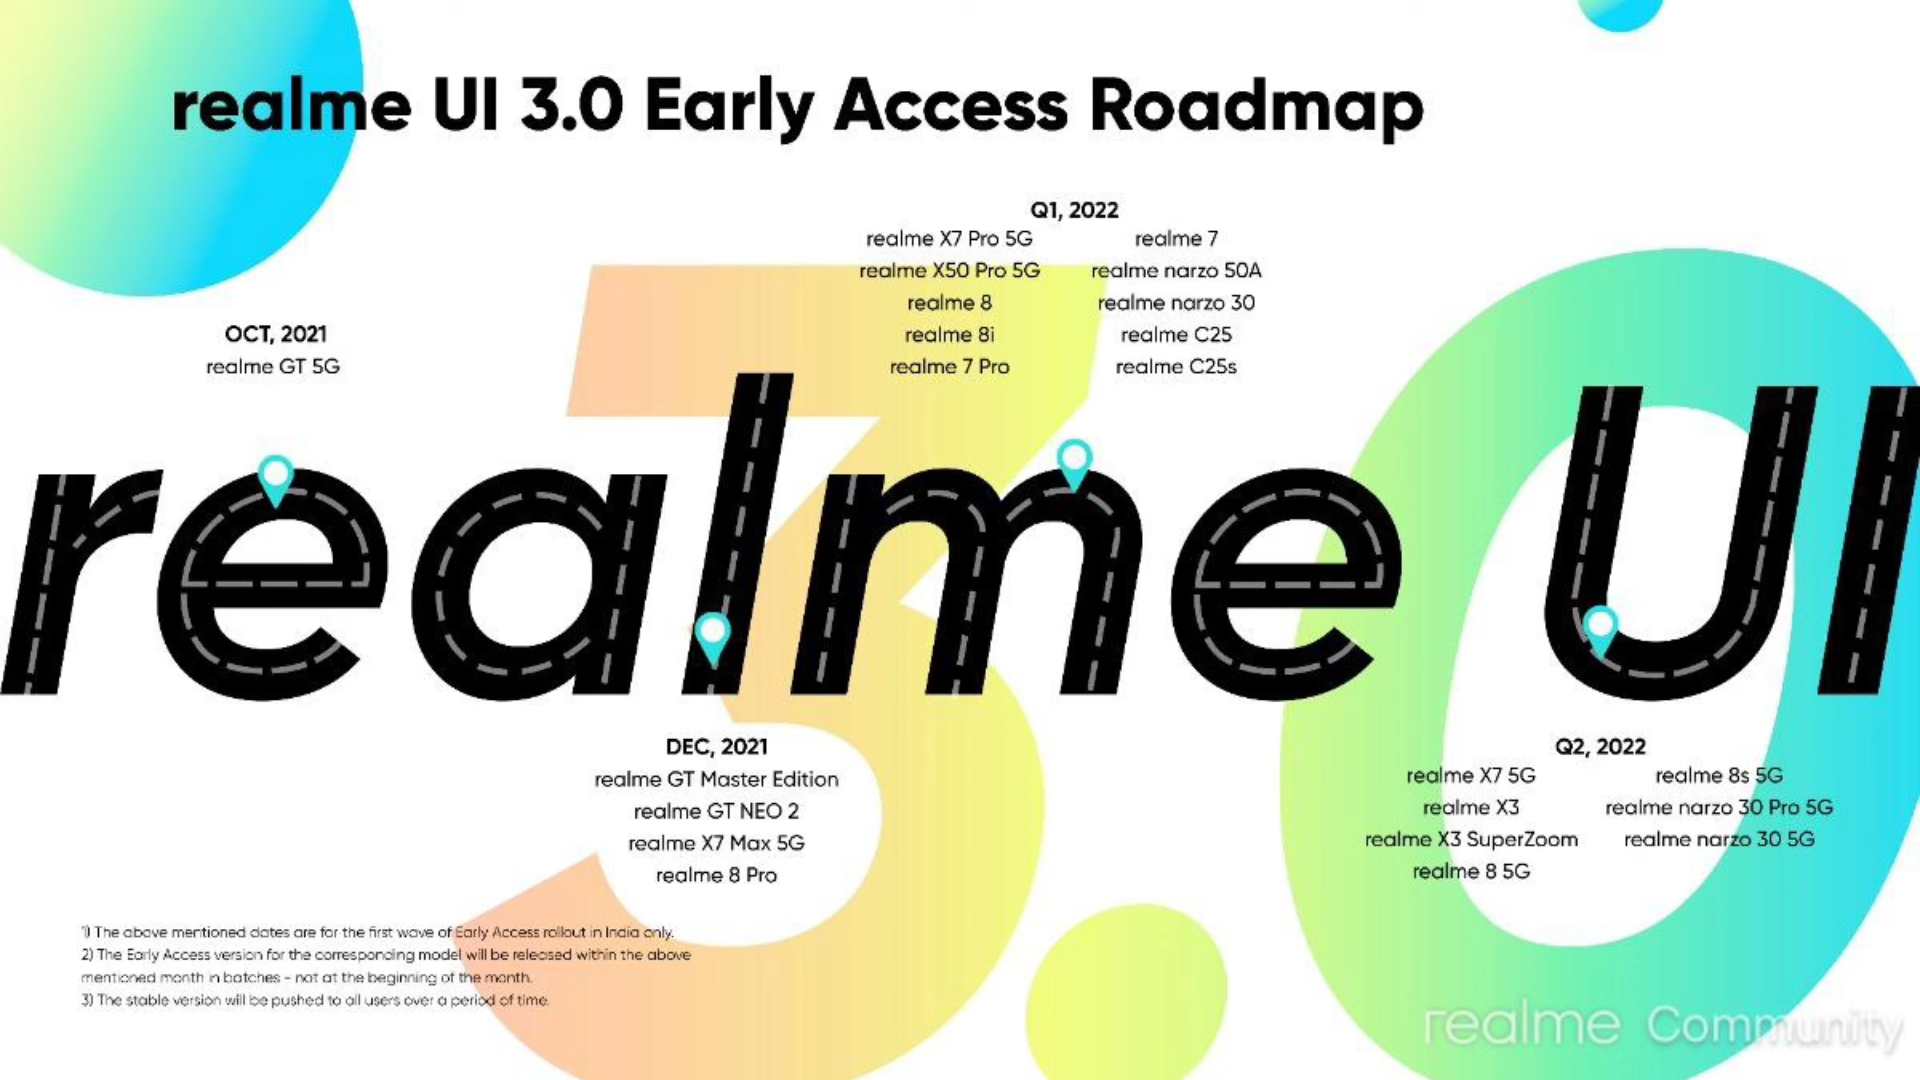 realme UI 3.0 Early Access Roadmap
OCT, 2021
realme GT 5G
Q1, 2022
realme X7 Pro 5G
realme X50 Pro 5G
realme 8
realme 8i
realme 7 Pro
realme 7
realme narzo 50A
realme narzo 30
realme C25
realme C25s
3.0
realme UI
DEC, 2021
realme GT Master Edition
realme GT NEO 2
realme X7 Max 5G
realme 8 Pro
Q2, 2022
realme X7 5G
realme X3
realme X3 SuperZoom
realme 8 5G
realme 8s 5G
realme narzo 30 Pro 5G
realme narzo 30 5G
1) The above mentioned dates are for the first wave of Early Access rollout in India only.
2) The Early Access version for the corresponding model will be released within the above
mentioned month in batches - not at the beginning of the month.
3) The stable version will be pushed to all users over a period of time.
realme Community